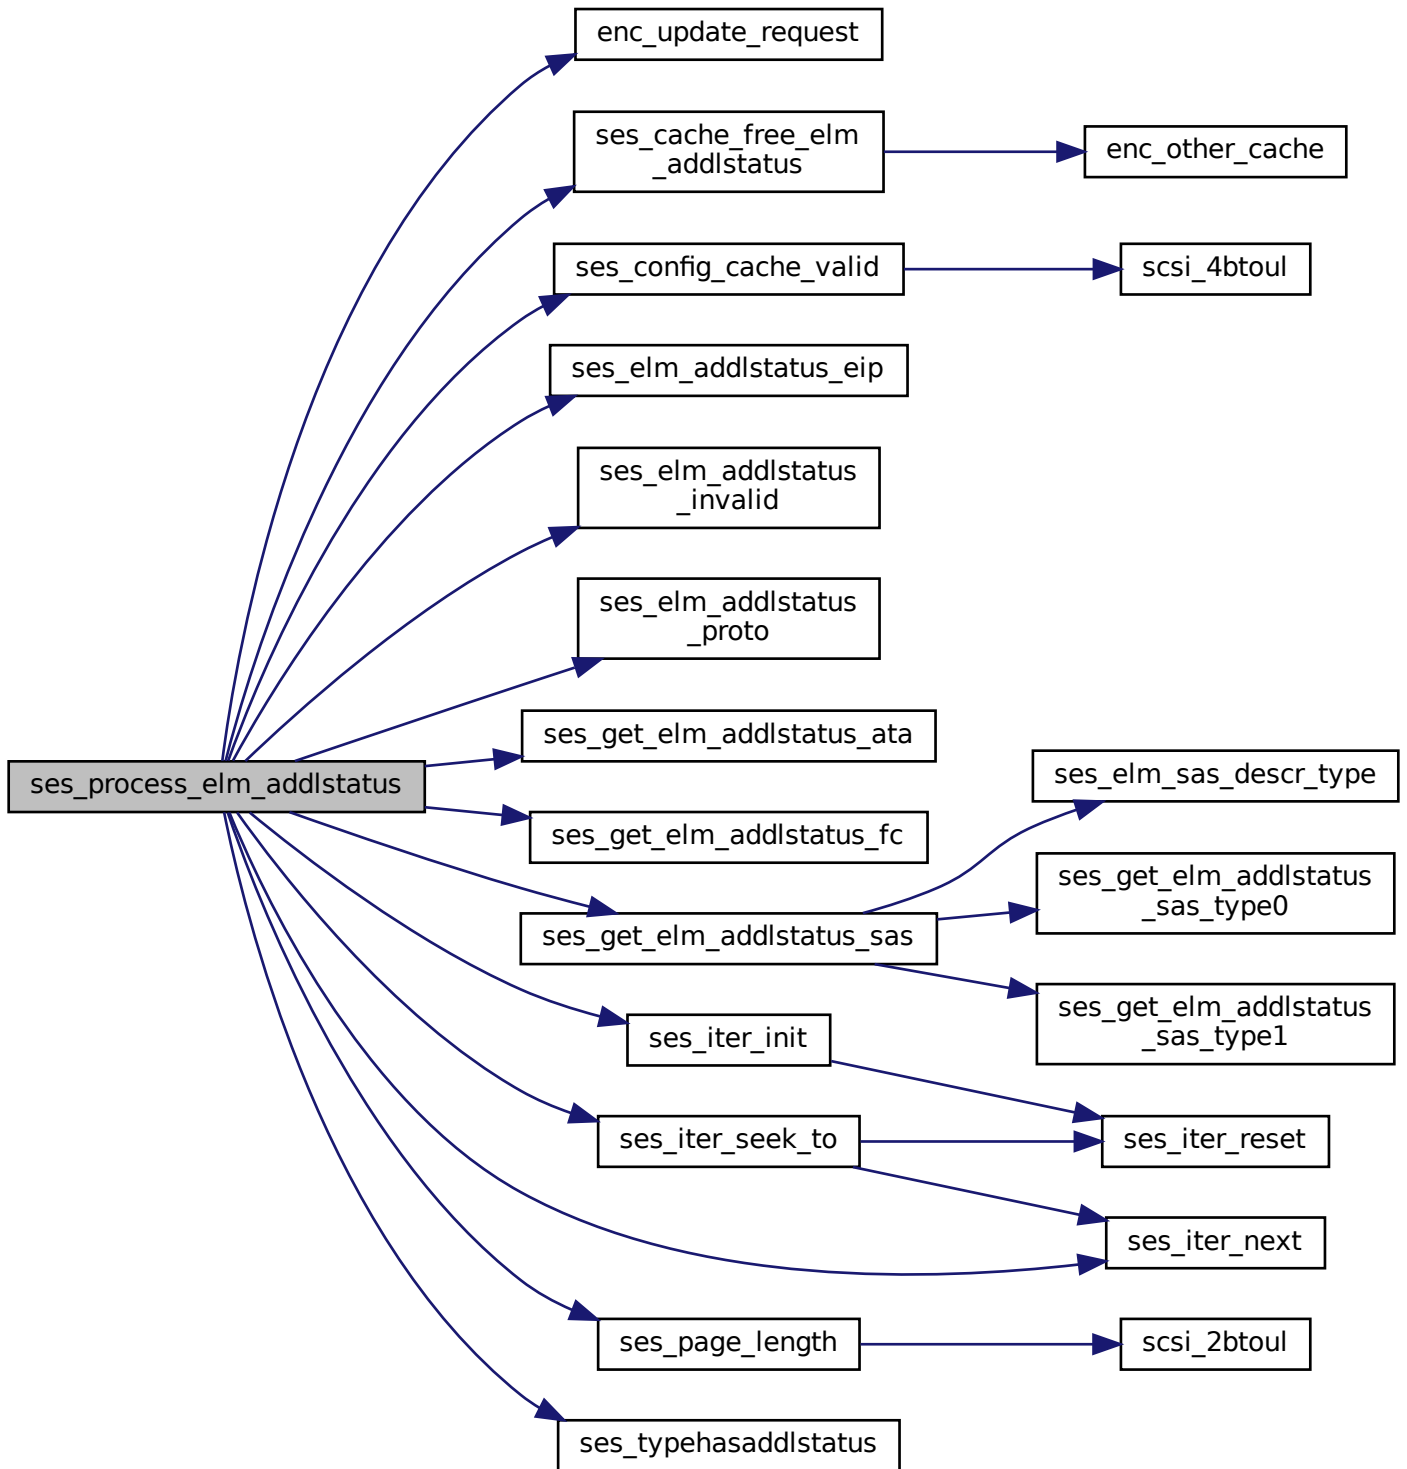 enc_update_request
ses_cache_free_elm
_addlstatus
enc_other_cache
ses_config_cache_valid
scsi_4btoul
ses_elm_addlstatus_eip
ses_elm_addlstatus
_invalid
ses_elm_addlstatus
_proto
ses_get_elm_addlstatus_ata
ses_process_elm_addlstatus
ses_elm_sas_descr_type
ses_get_elm_addlstatus_fc
ses_get_elm_addlstatus
_sas_type0
ses_get_elm_addlstatus_sas
ses_get_elm_addlstatus
_sas_type1
ses_iter_init
ses_iter_seek_to
ses_iter_reset
ses_iter_next
ses_page_length
scsi_2btoul
ses_typehasaddlstatus